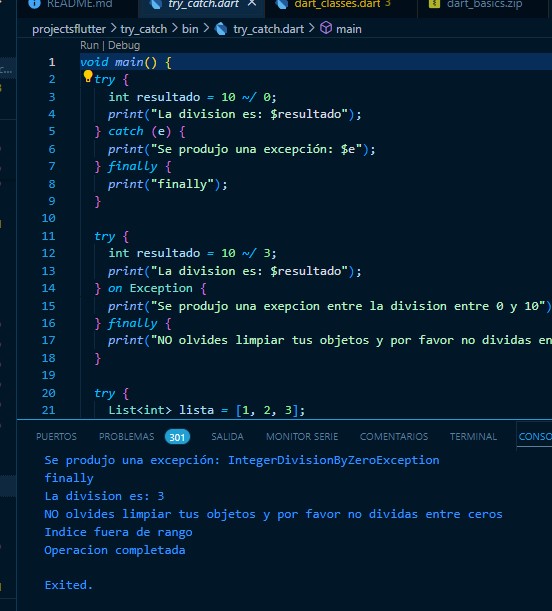 README.md try_catch.dart dart_classes.dart 3 dart_basics.zip
projectsflutter > try_catch > bin > try_catch.dart > main
Run | Debug
1 void main() {
2 try {
3 int resultado = 10 ~/ 0;
4 print("La division es: $resultado");
5 } catch (e) {
6 print("Se produjo una excepción: $e");
7 } finally {
8 print("finally");
9 }
10
11 try {
12 int resultado = 10 ~/ 3;
13 print("La division es: $resultado");
14 } on Exception {
15 print("Se produjo una exepcion entre la division entre 0 y 10")
16 } finally {
17 print("NO olvides limpiar tus objetos y por favor no dividas en
18 }
19
20 try {
21 List<int> lista = [1, 2, 3];
PUERTOS PROBLEMAS 301 SALIDA MONITOR SERIE COMENTARIOS TERMINAL CONSO
Se produjo una excepción: IntegerDivisionByZeroException
finally
La division es: 3
NO olvides limpiar tus objetos y por favor no dividas entre ceros
Indice fuera de rango
Operacion completada
Exited.